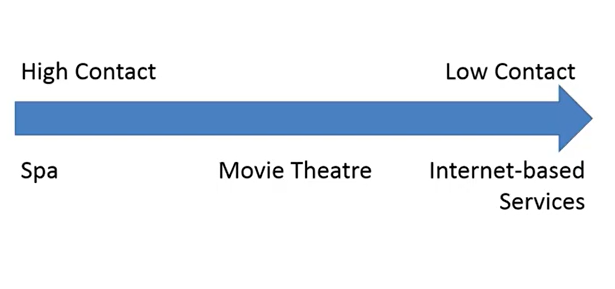 High Contact
Low Contact
Spa
Movie Theatre
Internet-based
Services